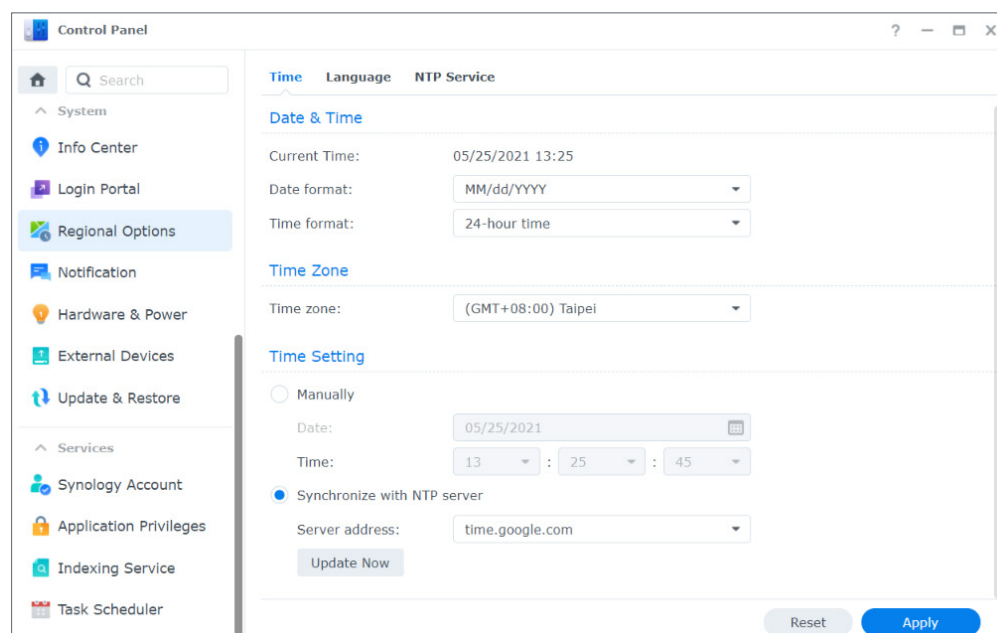 Control Panel
?
Search
System
Info Center
Login Portal
Regional Options
Notification
Hardware & Power
External Devices
Update & Restore
Services
Synology Account
Application Privileges
Indexing Service
Task Scheduler
Time Language NTP Service
Date & Time
Current Time: 05/25/2021 13:25
Date format: MM/dd/YYYY
Time format: 24-hour time
Time Zone
Time zone: (GMT+08:00) Taipei
Time Setting
Manually
Date: 05/25/2021
Time: 13 : 25 : 45
Synchronize with NTP server
Server address: time.google.com
Update Now
Reset Apply